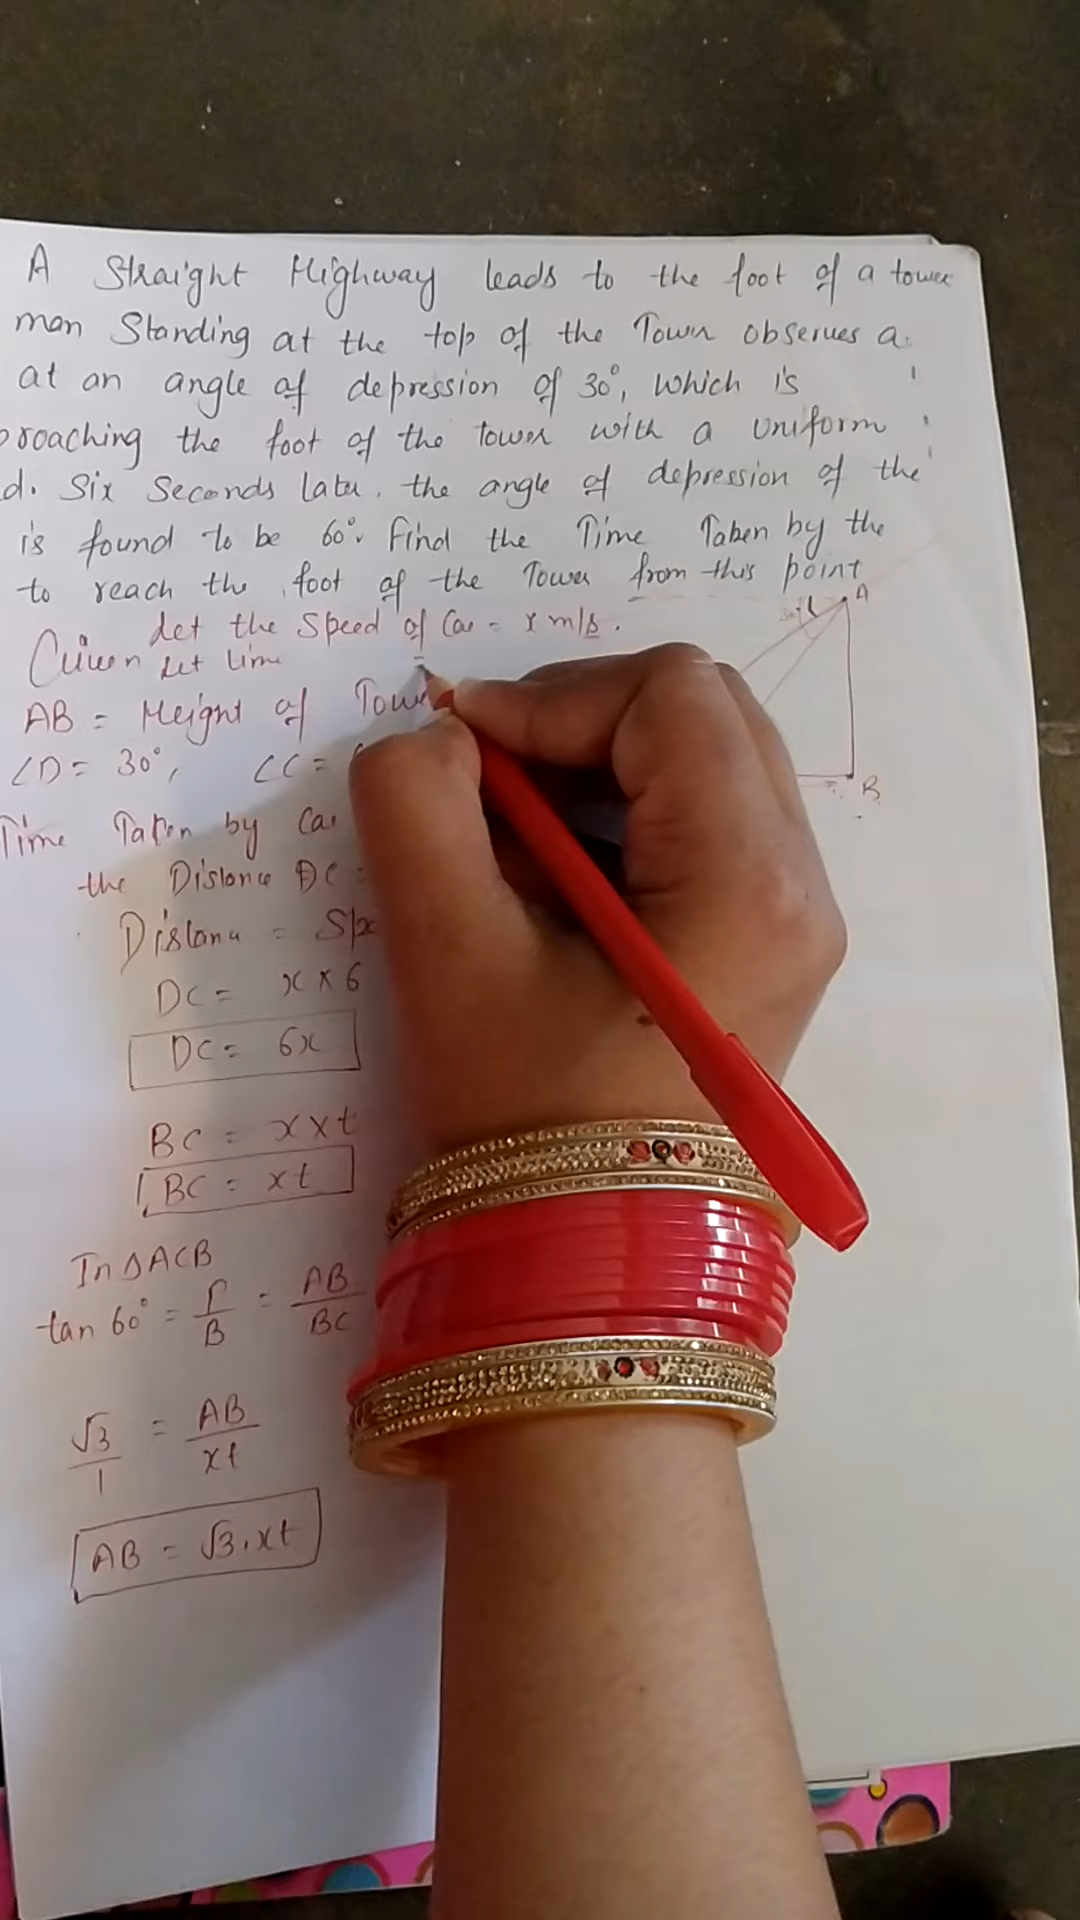 A Straight Highway leads to the foot of a tower
man Standing at the top of the Tower observes a
at an angle of depression of 30°, which is
proaching the foot of the tower with a uniform
d. Six Seconds Later, the angle of depression of the
is found to be 60°. Find the Time Taken by the
to reach the foot of the Tower from this point
Let the Speed of Car = x m/s.
Given Let time
AB = Height of Towe
∠D = 30°, ∠C =
Time Taken by Car
the Distance DC =
Distance = Spe
DC = x × 6
DC = 6x
BC = x × t
BC = xt
In ΔACB
tan 60° = P/B = AB/BC
√3/1 = AB/xt
AB = √3.xt
A
B